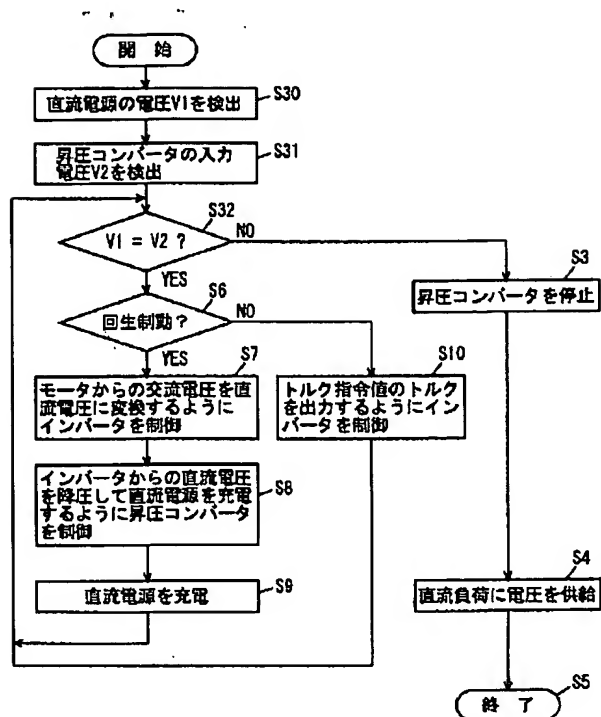 開 始
直流電源の電圧V1を検出
S30
昇圧コンバータの入力
電圧V2を検出
S31
V1 = V2 ?
S32
NO
YES
回生制動?
S6
NO
YES
モータからの交流電圧を直
流電圧に変換するように
インバータを制御
S7
トルク指令値のトルク
を出力するようにイン
バータを制御
S10
インバータからの直流電圧
を降圧して直流電源を充電
するように昇圧コンバータ
を制御
S8
直流電源を充電
S9
昇圧コンバータを停止
S3
直流負荷に電圧を供給
S4
終 了
S5